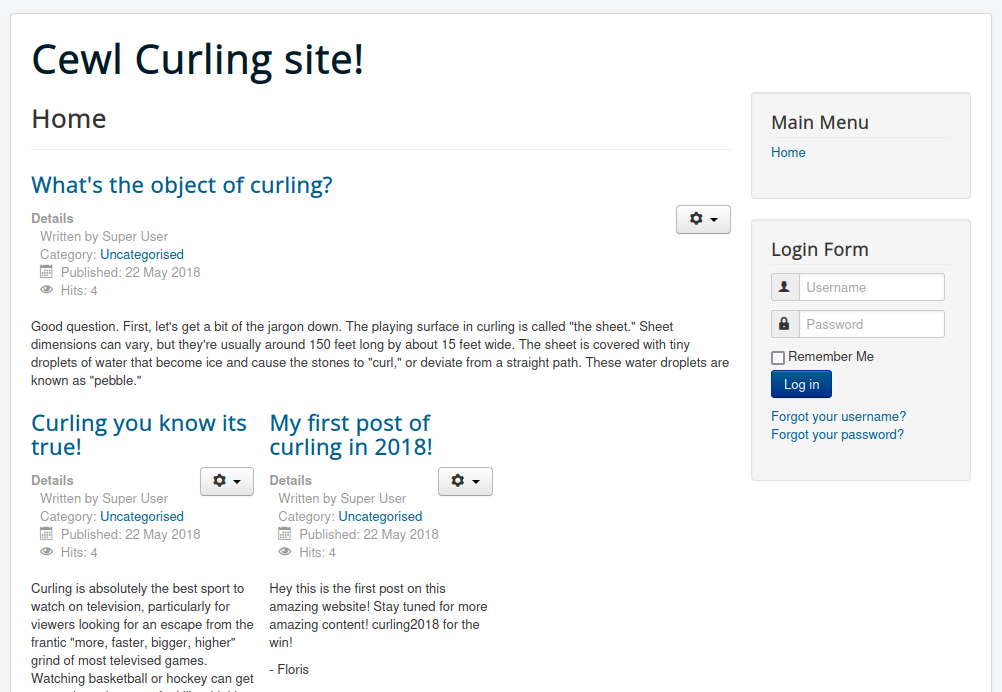 Cewl Curling site!
Home
What's the object of curling?
Details
Written by Super User
Category: Uncategorised
Published: 22 May 2018
Hits: 4
Good question. First, let's get a bit of the jargon down. The playing surface in curling is called "the sheet." Sheet
dimensions can vary, but they're usually around 150 feet long by about 15 feet wide. The sheet is covered with tiny
droplets of water that become ice and cause the stones to "curl," or deviate from a straight path. These water droplets are
known as "pebble."
Curling you know its
true!
Details
Written by Super User
Category: Uncategorised
Published: 22 May 2018
Hits: 4
Curling is absolutely the best sport to
watch on television, particularly for
viewers looking for an escape from the
frantic "more, faster, bigger, higher"
grind of most televised games.
Watching basketball or hockey can get
My first post of
curling in 2018!
Details
Written by Super User
Category: Uncategorised
Published: 22 May 2018
Hits: 4
Hey this is the first post on this
amazing website! Stay tuned for more
amazing content! curling2018 for the
win!
- Floris
Main Menu
Home
Login Form
Username
Password
Remember Me
Log in
Forgot your username?
Forgot your password?